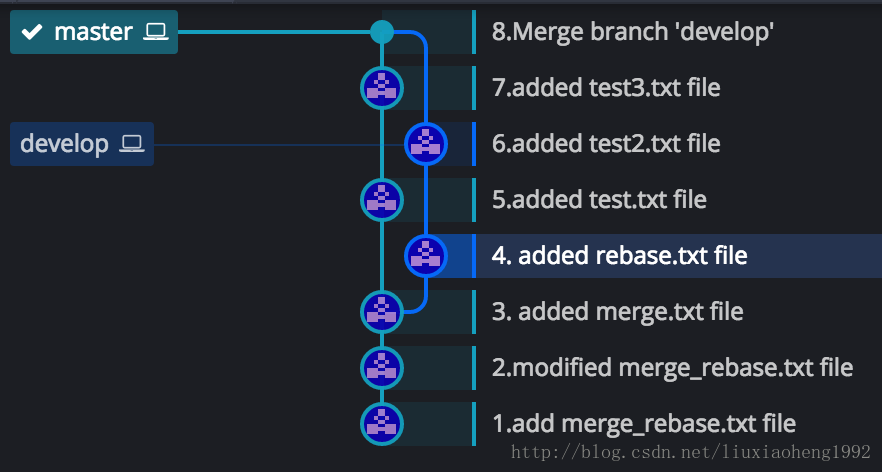 master 8.Merge branch 'develop'
7.added test3.txt file
develop 6.added test2.txt file
5.added test.txt file
4. added rebase.txt file
3. added merge.txt file
2.modified merge_rebase.txt file
1.add merge_rebase.txt file
http://blog.csdn.net/liuxiaoheng1992